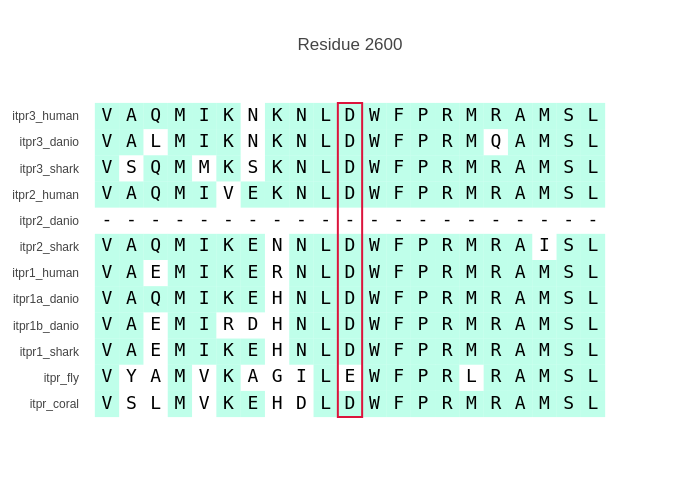 Residue 2600
itpr3_human V A Q M I K N K N L D W F P R M R A M S L
itpr3_danio V A L M I K N K N L D W F P R M Q A M S L
itpr3_shark V S Q M M K S K N L D W F P R M R A M S L
itpr2_human V A Q M I V E K N L D W F P R M R A M S L
itpr2_danio - - - - - - - - - - - - - - - - - - - - -
itpr2_shark V A Q M I K E N N L D W F P R M R A I S L
itpr1_human V A E M I K E R N L D W F P R M R A M S L
itpr1a_danio V A Q M I K E H N L D W F P R M R A M S L
itpr1b_danio V A E M I R D H N L D W F P R M R A M S L
itpr1_shark V A E M I K E H N L D W F P R M R A M S L
itpr_fly V Y A M V K A G I L E W F P R L R A M S L
itpr_coral V S L M V K E H D L D W F P R M R A M S L